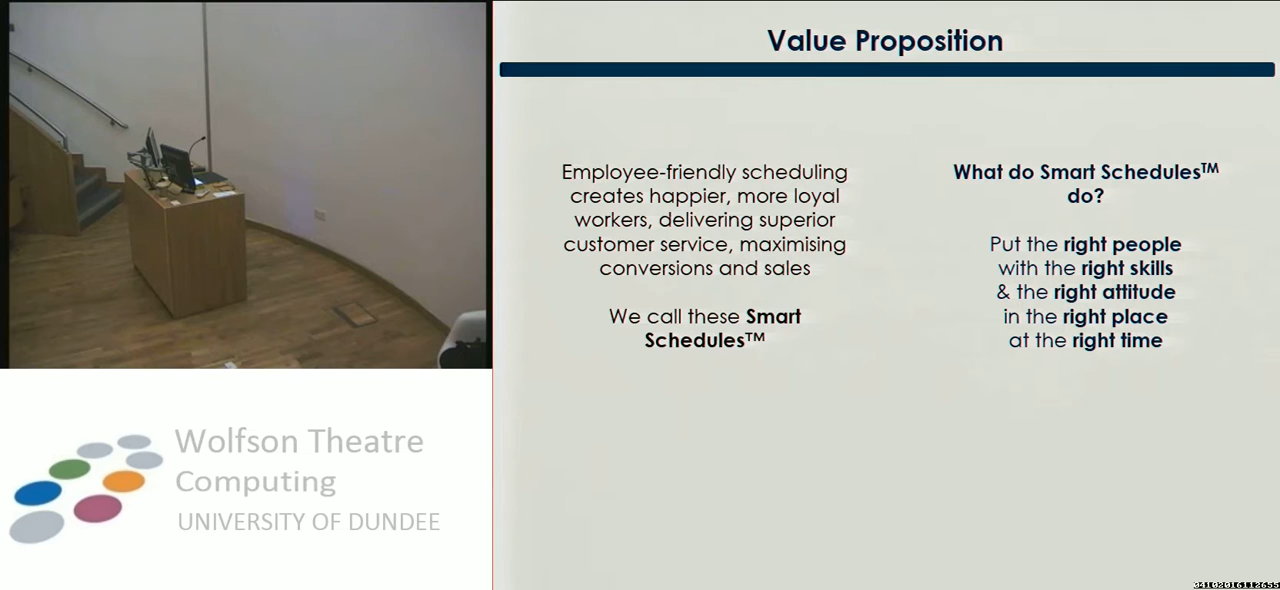 Value Proposition
Employee-friendly scheduling
creates happier, more loyal
workers, delivering superior
customer service, maximising
conversions and sales
We call these Smart
Schedules™
What do Smart Schedules™
do?
Put the right people
with the right skills
& the right attitude
in the right place
at the right time
Wolfson Theatre
Computing
UNIVERSITY OF DUNDEE